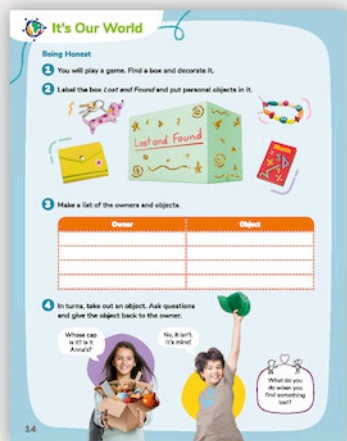 It's Our World
Being Honest
1 You will play a game. Find a box and decorate it.
2 Label the box Lost and Found and put personal objects in it.
Lost and Found
Math
3 Make a list of the owners and objects.
Owner Object
4 In turns, take out an object. Ask questions
and give the object back to the owner.
Whose cap
is it? Is it
Anna's?
No, it isn't.
It's mine!
What do you
do when you
find something
lost?
14